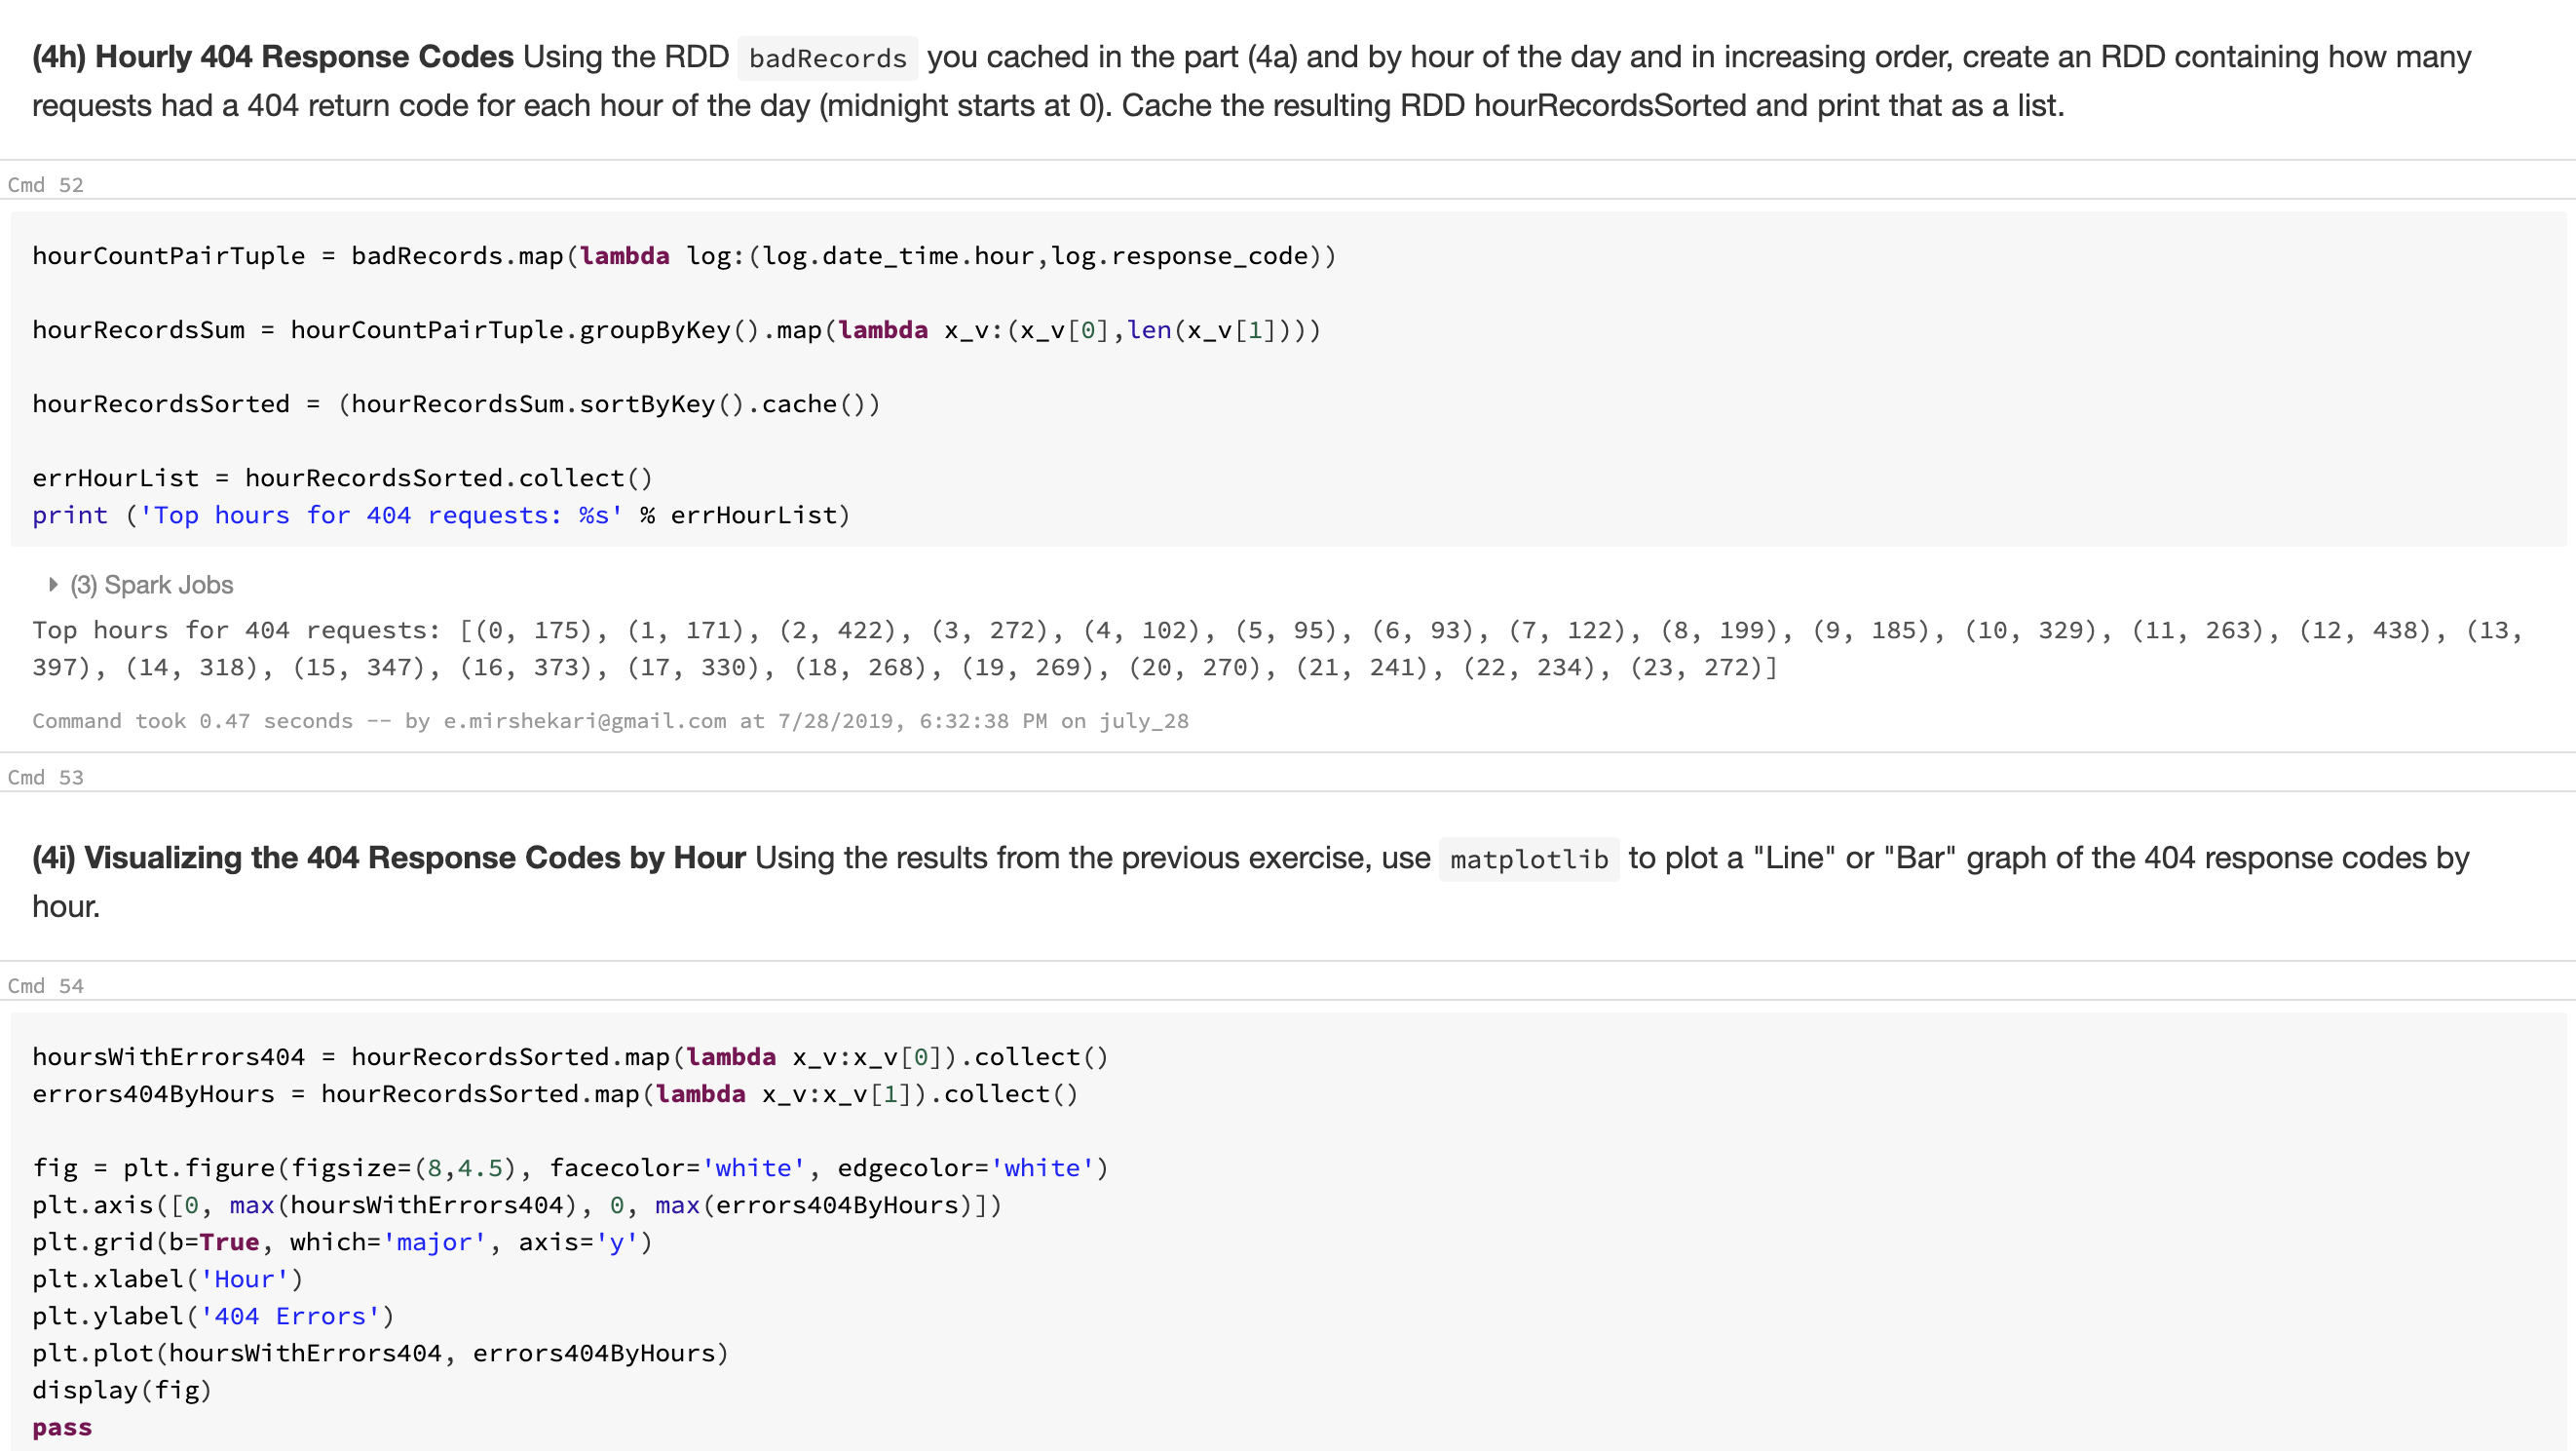 (4h) Hourly 404 Response Codes Using the RDD badRecords you cached in the part (4a) and by hour of the day and in increasing order, create an RDD containing how many
requests had a 404 return code for each hour of the day (midnight starts at 0). Cache the resulting RDD hourRecordsSorted and print that as a list.
Cmd 52
hourCountPairTuple = badRecords.map(lambda log:(log.date_time.hour,log.response_code))
hourRecordsSum = hourCountPairTuple.groupByKey().map(lambda x_v:(x_v[0],len(x_v[1])))
hourRecordsSorted = (hourRecordsSum.sortByKey().cache())
errHourList = hourRecordsSorted.collect()
print ('Top hours for 404 requests: %s' % errHourList)
(3) Spark Jobs
Top hours for 404 requests: [(0, 175), (1, 171), (2, 422), (3, 272), (4, 102), (5, 95), (6, 93), (7, 122), (8, 199), (9, 185), (10, 329), (11, 263), (12, 438), (13,
397), (14, 318), (15, 347), (16, 373), (17, 330), (18, 268), (19, 269), (20, 270), (21, 241), (22, 234), (23, 272)]
Command took 0.47 seconds -- by e.mirshekari@gmail.com at 7/28/2019, 6:32:38 PM on july_28
Cmd 53
(4i) Visualizing the 404 Response Codes by Hour Using the results from the previous exercise, use matplotlib to plot a "Line" or "Bar" graph of the 404 response codes by
hour.
Cmd 54
hoursWithErrors404 = hourRecordsSorted.map(lambda x_v:x_v[0]).collect()
errors404ByHours = hourRecordsSorted.map(lambda x_v:x_v[1]).collect()
fig = plt.figure(figsize=(8,4.5), facecolor='white', edgecolor='white')
plt.axis([0, max(hoursWithErrors404), 0, max(errors404ByHours)])
plt.grid(b=True, which='major', axis='y')
plt.xlabel('Hour')
plt.ylabel('404 Errors')
plt.plot(hoursWithErrors404, errors404ByHours)
display(fig)
pass